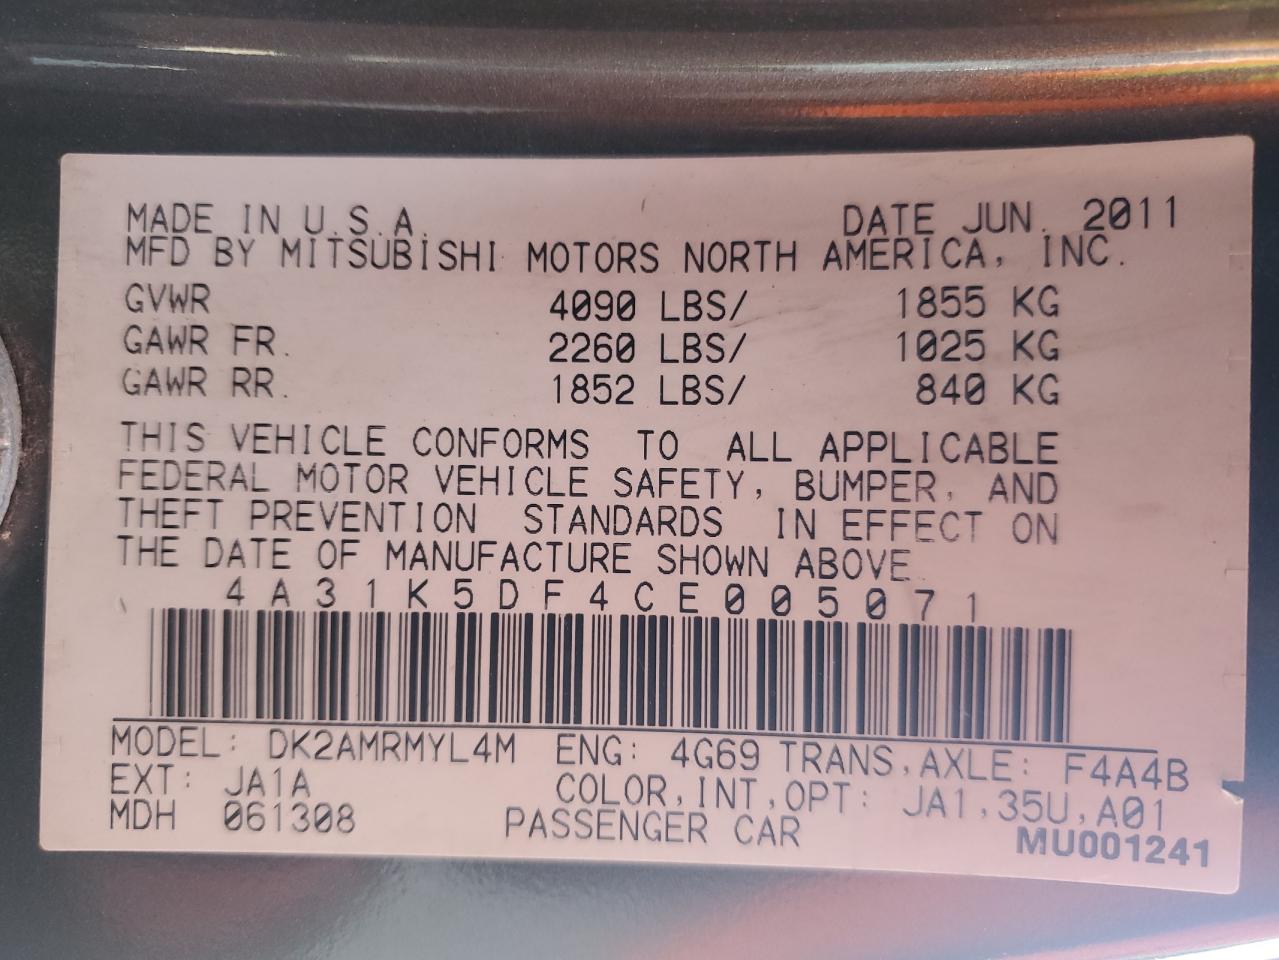 MADE IN U.S.A. DATE JUN. 2011
MFD BY MITSUBISHI MOTORS NORTH AMERICA, INC.
GVWR 4090 LBS/ 1855 KG
GAWR FR. 2260 LBS/ 1025 KG
GAWR RR. 1852 LBS/ 840 KG
THIS VEHICLE CONFORMS TO ALL APPLICABLE
FEDERAL MOTOR VEHICLE SAFETY, BUMPER, AND
THEFT PREVENTION STANDARDS IN EFFECT ON
THE DATE OF MANUFACTURE SHOWN ABOVE.
4A31K5DF4CE005071
MODEL: DK2AMRMYL4M ENG: 4G69 TRANS,AXLE: F4A4B
EXT: JA1A COLOR,INT,OPT: JA1,35U,A01
MDH 061308 PASSENGER CAR MU001241